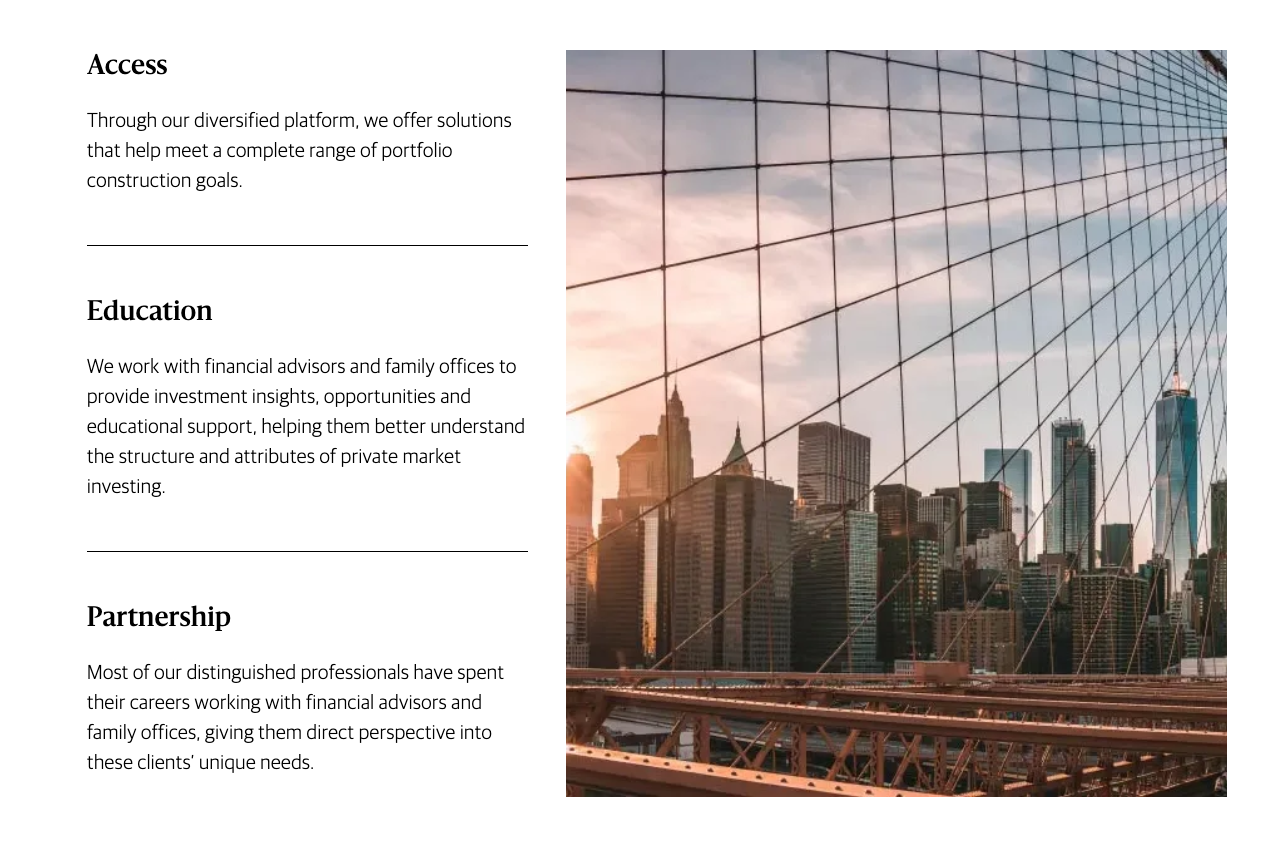 Access
Through our diversified platform, we offer solutions
that help meet a complete range of portfolio
construction goals.
Education
We work with financial advisors and family offices to
provide investment insights, opportunities and
educational support, helping them better understand
the structure and attributes of private market
investing.
Partnership
Most of our distinguished professionals have spent
their careers working with financial advisors and
family offices, giving them direct perspective into
these clients’ unique needs.